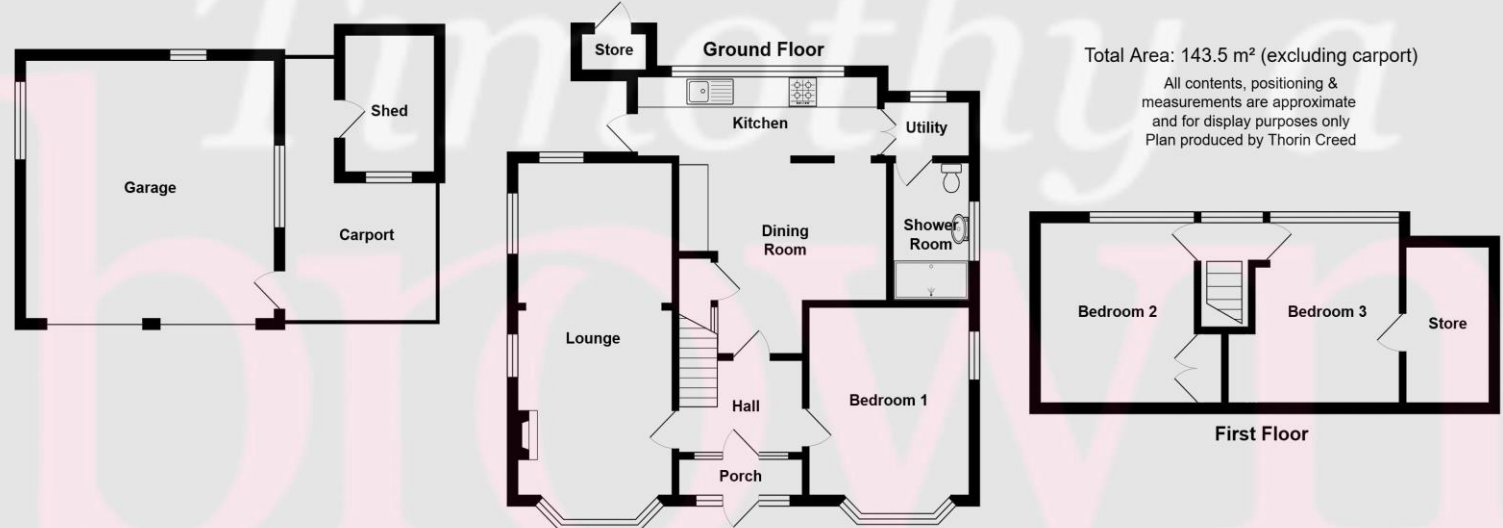 Timothy a
brown
Ground Floor
Store
Shed
Garage
Carport
Kitchen
Utility
Dining
Room
Shower
Room
Lounge
Hall
Bedroom 1
Porch
Total Area: 143.5 m² (excluding carport)
All contents, positioning &
measurements are approximate
and for display purposes only
Plan produced by Thorin Creed
Bedroom 2
Bedroom 3
Store
First Floor